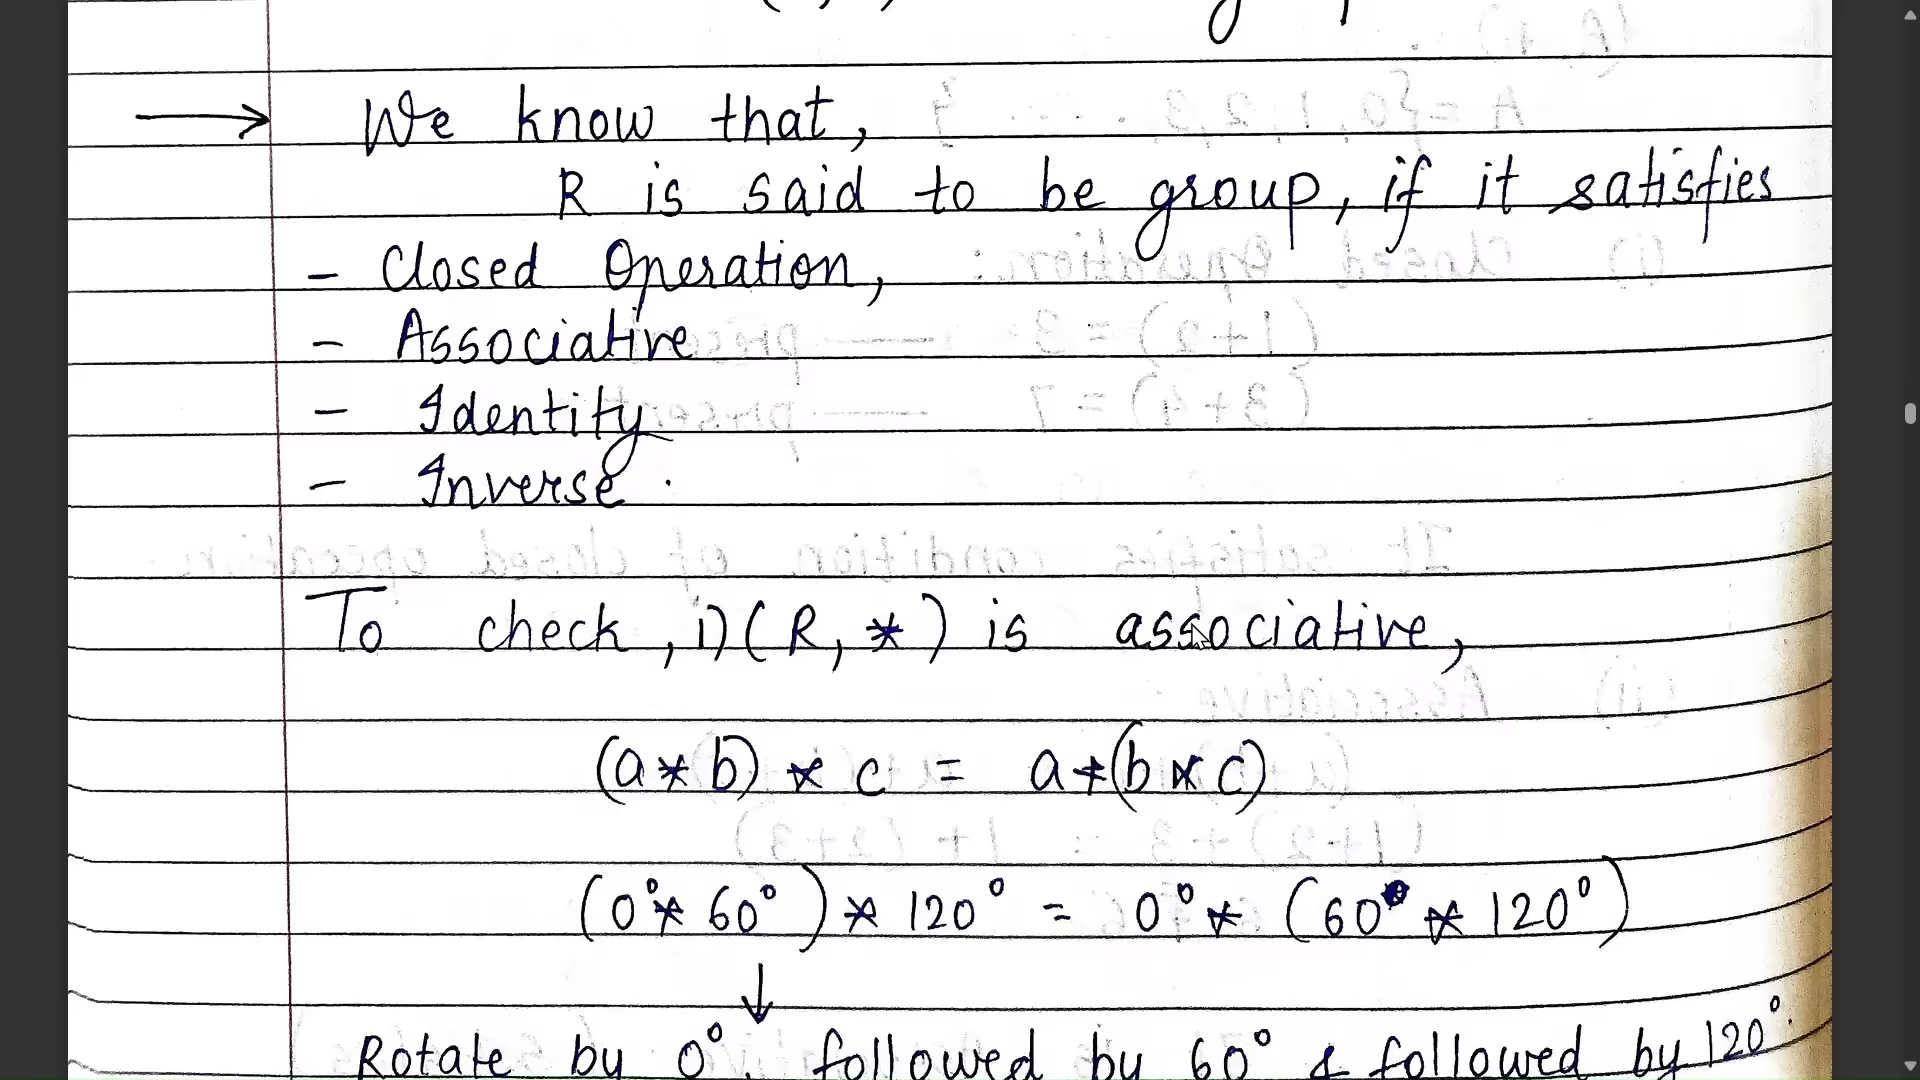 → We know that,
R is said to be group, if it satisfies
- Closed Operation,
- Associative
- Identity
- Inverse.
To check, i) (R, *) is associative,
(a * b) * c = a * (b * c)
(0° * 60°) * 120° = 0° * (60° * 120°)
↓
Rotate by 0°, followed by 60° & followed by 120°.